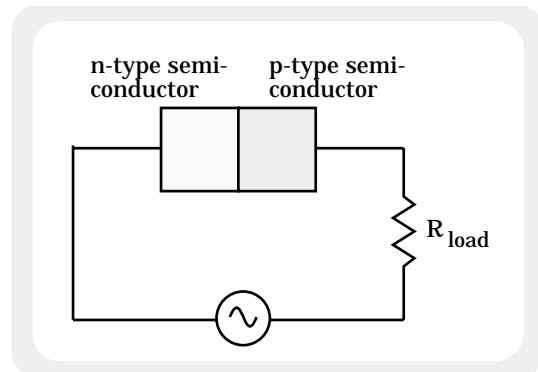 n-type semi-
conductor
p-type semi-
conductor
R load